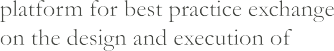 platform for best practice exchange
on the design and execution of